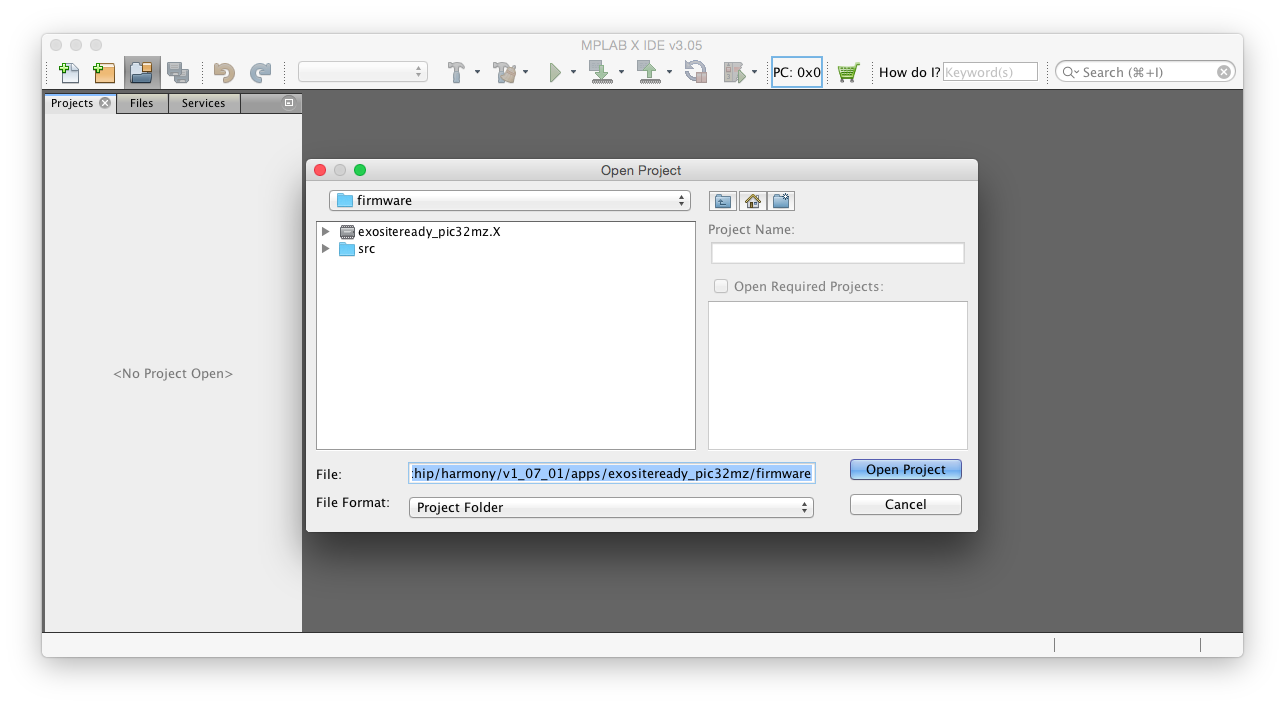 MPLAB X IDE v3.05
PC: 0x0
How do I?
Keyword(s)
Search (⌘+I)
Projects
Files
Services
<No Project Open>
Open Project
firmware
exositeready_pic32mz.X
src
Project Name:
Open Required Projects:
File:
hip/harmony/v1_07_01/apps/exositeready_pic32mz/firmware
Open Project
File Format:
Project Folder
Cancel